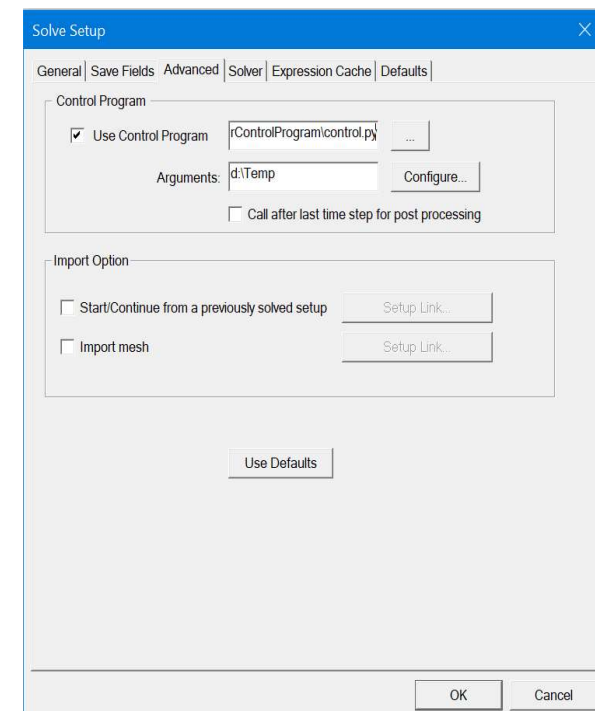 Solve Setup
General Save Fields Advanced Solver Expression Cache Defaults
Control Program
Use Control Program rControlProgram\control.py ...
Arguments: d:\Temp Configure...
Call after last time step for post processing
Import Option
Start/Continue from a previously solved setup Setup Link...
Import mesh Setup Link...
Use Defaults
OK Cancel